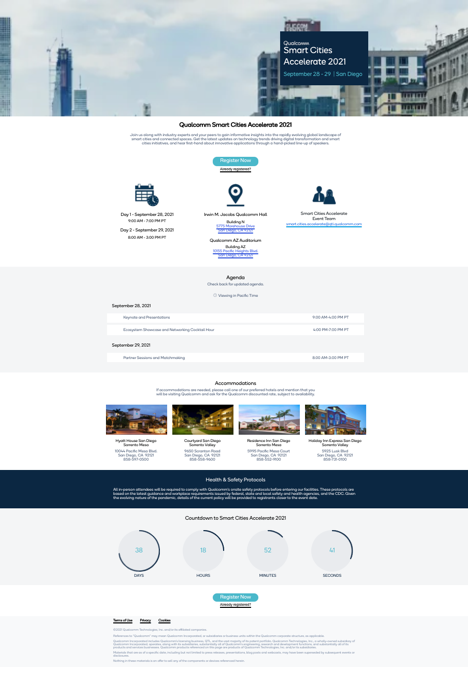 Qualcomm
Smart Cities
Accelerate 2021
September 28 - 29 | San Diego
Qualcomm Smart Cities Accelerate 2021
Join us along with industry experts and your peers to gain informative insights into the rapidly evolving global landscape of
smart cities and connected spaces. Get the latest updates on technology trends driving digital transformation and smart
cities initiatives, and hear first-hand about innovative applications through a hand-picked line-up of speakers.
Register Now
Already registered?
Day 1 - September 28, 2021
9:00 AM - 7:00 PM PT
Day 2 - September 29, 2021
8:00 AM - 3:00 PM PT
Irwin M. Jacobs Qualcomm Hall
Building N
5775 Morehouse Drive
San Diego, CA 92121
Qualcomm AZ Auditorium
Building AZ
San Diego, CA 92121
Smart Cities Accelerate
Event Team
smart.cities.accelerate@qti.qualcomm.com
Agenda
Check back for updated agenda.
Viewing in Pacific Time
September 28, 2021
Keynote and Presentations
9:00 AM-4:00 PM PT
Ecosystem Showcase and Networking Cocktail Hour
4:00 PM-7:00 PM PT
September 29, 2021
Partner Sessions and Matchmaking
8:00 AM-3:00 PM PT
Accommodations
If accommodations are needed, please call one of our preferred hotels and mention that you
will be visiting Qualcomm and ask for the Qualcomm discounted rate, subject to availability.
Hyatt House San Diego
Sorrento Mesa
10044 Pacific Mesa Blvd.
San Diego, CA 92121
858-597-0500
Courtyard San Diego
Sorrento Valley
9650 Scranton Road
San Diego, CA 92121
858-558-9600
Residence Inn San Diego
Sorrento Mesa
5995 Pacific Mesa Court
San Diego, CA 92121
858-552-9100
Holiday Inn Express San Diego
Sorrento Valley
5925 Lusk Blvd
San Diego, CA 92121
858-731-0100
Health & Safety Protocols
All in-person attendees will be required to comply with Qualcomm's onsite safety protocols before entering our facilities. These protocols are
based on the latest guidance and workplace requirements issued by federal, state and local safety and health agencies, and the CDC. Given
the evolving nature of the pandemic, details of the current policy will be provided to registrants closer to the event date.
Countdown to Smart Cities Accelerate 2021
38
18
52
41
DAYS
HOURS
MINUTES
SECONDS
Register Now
Already registered?
Terms of Use
Privacy
Cookies